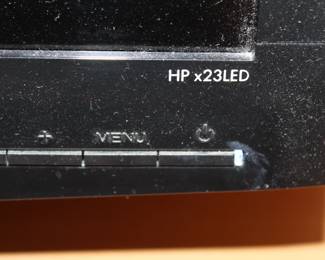 HP x23LED
+ MENU